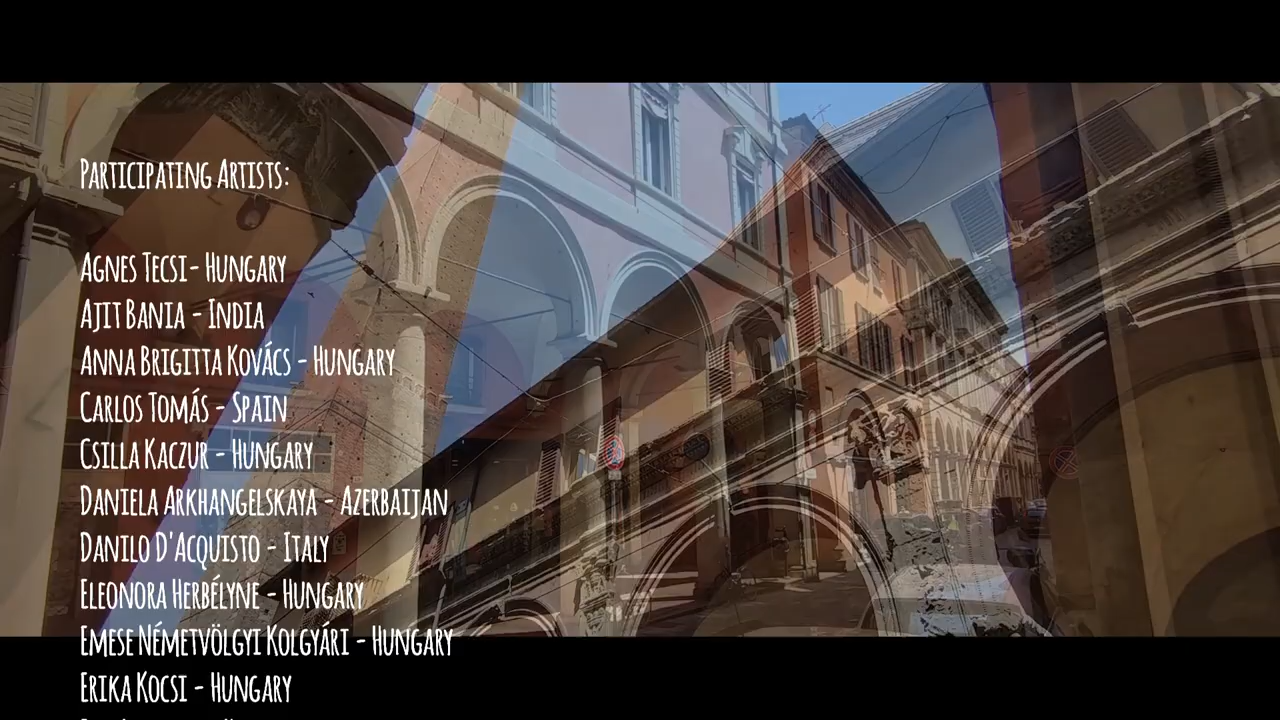 Participating Artists:
Agnes Tecsi- Hungary
Ajit Bania - India
Anna Brigitta Kovács - Hungary
Carlos Tomás - Spain
Csilla Kaczur - Hungary
Daniela Arkhangelskaya - Azerbaijan
Danilo D'Acquisto - Italy
Eleonora Herbélyne - Hungary
Emese Németvölgyi Kolgyári - Hungary
Erika Kocsi - Hungary